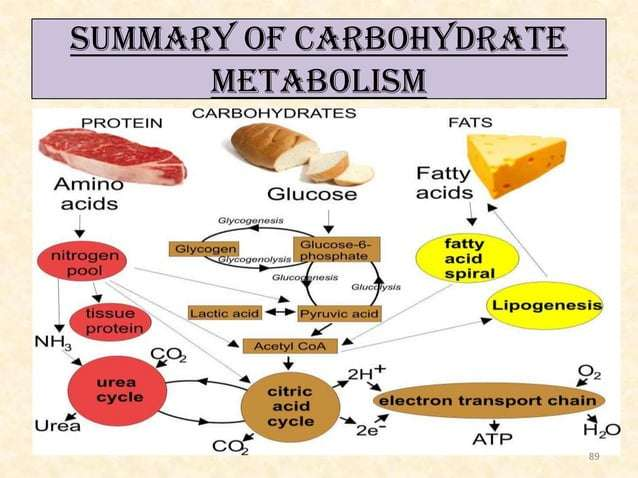 SUMMARY OF CARBOHYDRATE
METABOLISM
PROTEIN
CARBOHYDRATES
FATS
Amino
acids
Glucose
Fatty
acids
Glycogenesis
Glycogen
Glucose-6-
phosphate
Glycogenolysis
nitrogen
pool
fatty
acid
spiral
Glucogenesis
Glucolysis
Lipogenesis
tissue
protein
Lactic acid
Pyruvic acid
NH3
Acetyl CoA
CO2
urea
cycle
citric
acid
cycle
2H+
O2
electron transport chain
Urea
CO2
2e-
ATP
H2O
89